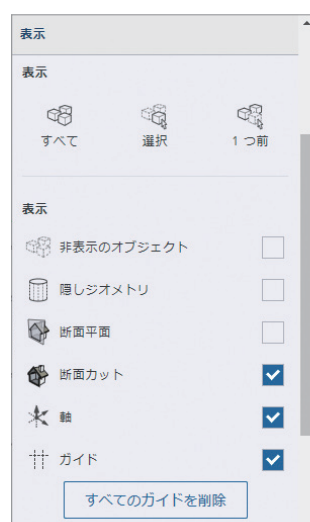 表示
表示
すべて
選択
1 つ前
表示
非表示のオブジェクト
隠しジオメトリ
断面平面
断面カット
軸
ガイド
すべてのガイドを削除